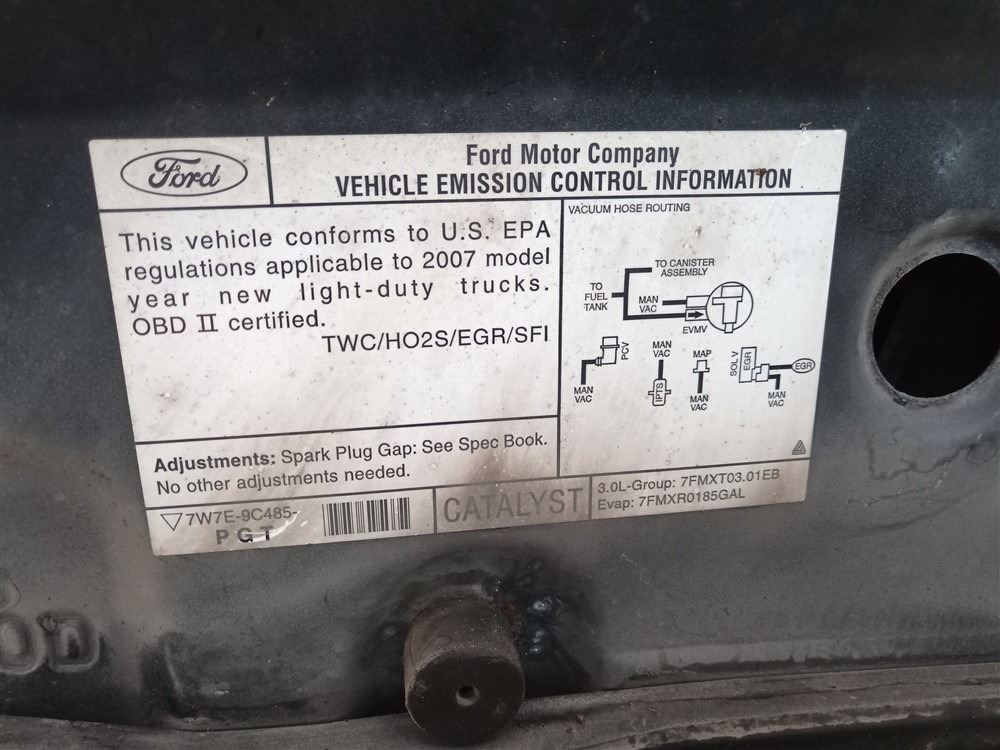 Ford
Ford Motor Company
VEHICLE EMISSION CONTROL INFORMATION
This vehicle conforms to U.S. EPA
regulations applicable to 2007 model
year new light-duty trucks.
OBD II certified.
TWC/HO2S/EGR/SFI
VACUUM HOSE ROUTING
TO CANISTER
ASSEMBLY
TO
FUEL
TANK
MAN
VAC
EVMV
PCV
MAN
VAC
MAN
VAC
IPTS
MAP
MAN
VAC
SOL V
EGR
EGR
MAN
VAC
Adjustments: Spark Plug Gap: See Spec Book.
No other adjustments needed.
7W7E-9C485-
P G T
CATALYST
3.0L-Group: 7FMXT03.01EB
Evap: 7FMXR0185GAL